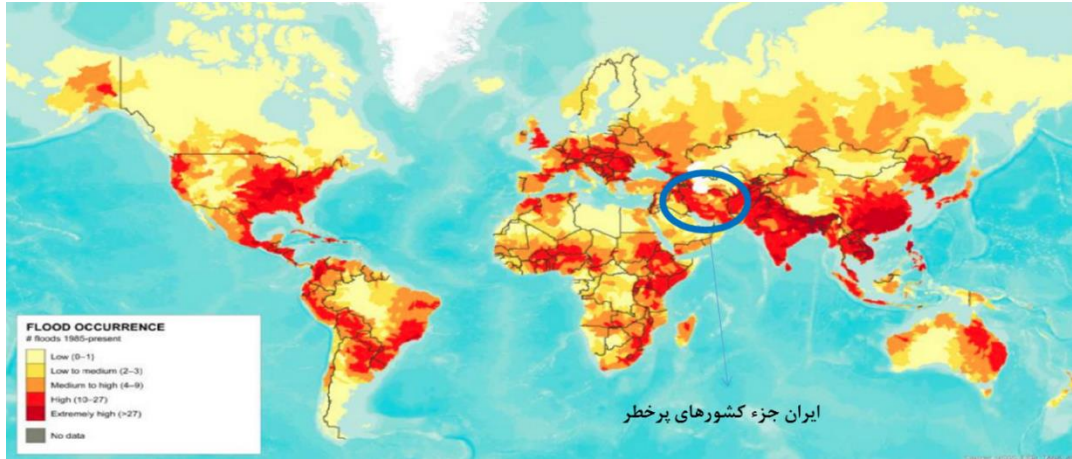 FLOOD OCCURRENCE
# floods 1985-present
Low (0–1)
Low to medium (2–3)
Medium to high (4–9)
High (10–27)
Extremely high (>27)
No data
ایران جزء کشورهای پرخطر